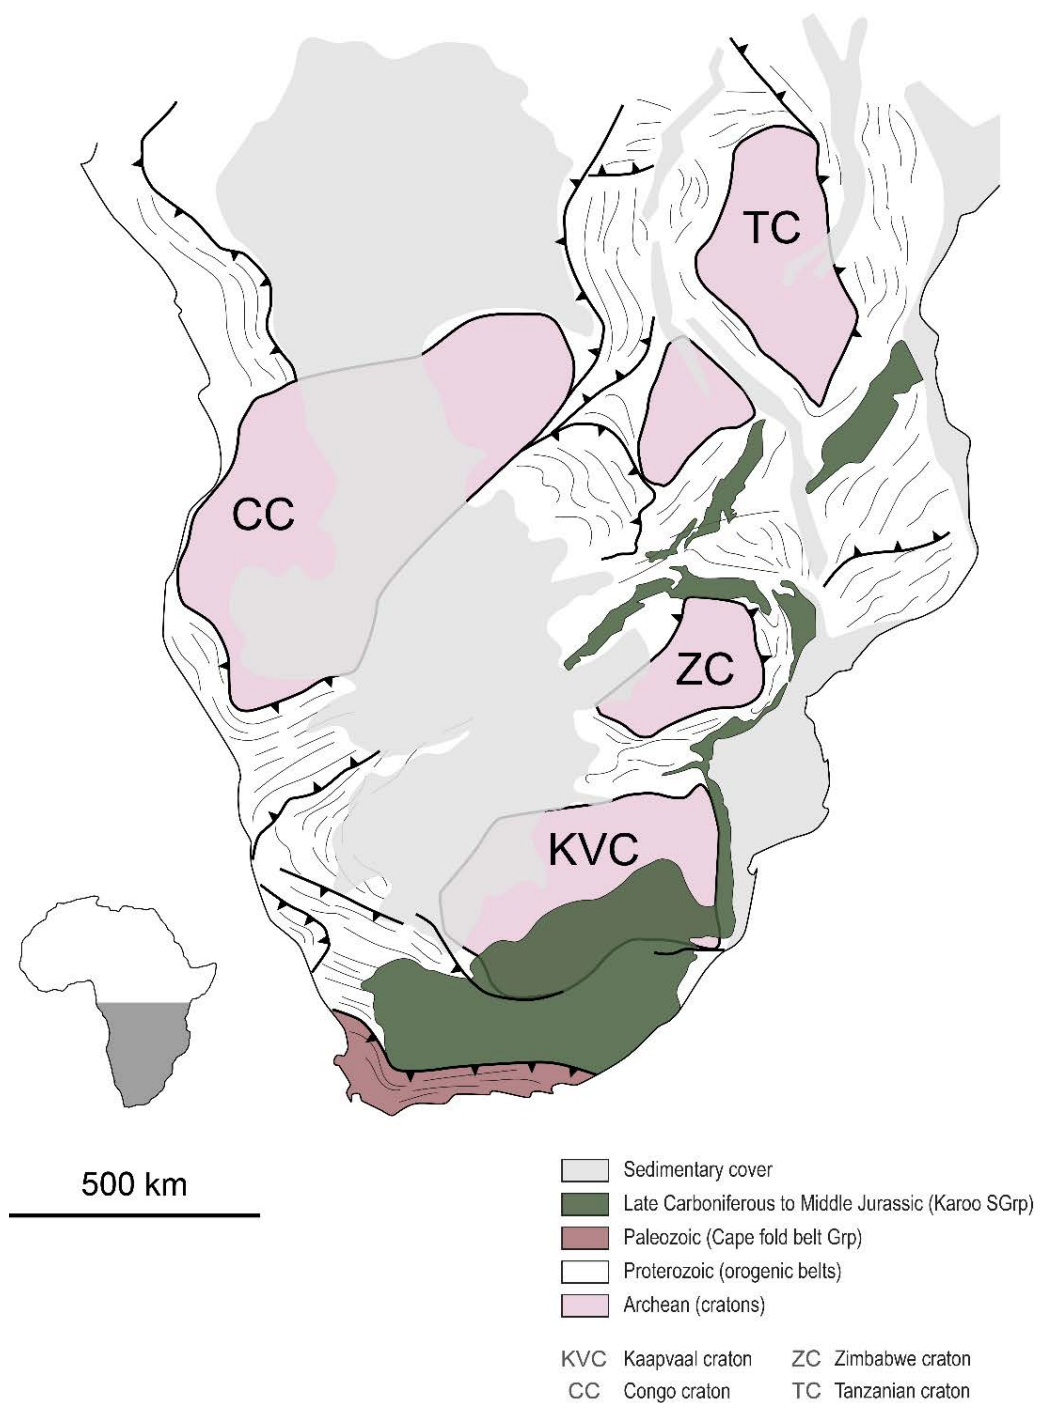 TC
CC
ZC
KVC
500 km
Sedimentary cover
Late Carboniferous to Middle Jurassic (Karoo SGrp)
Paleozoic (Cape fold belt Grp)
Proterozoic (orogenic belts)
Archean (cratons)
KVC Kaapvaal craton ZC Zimbabwe craton
CC Congo craton TC Tanzanian craton